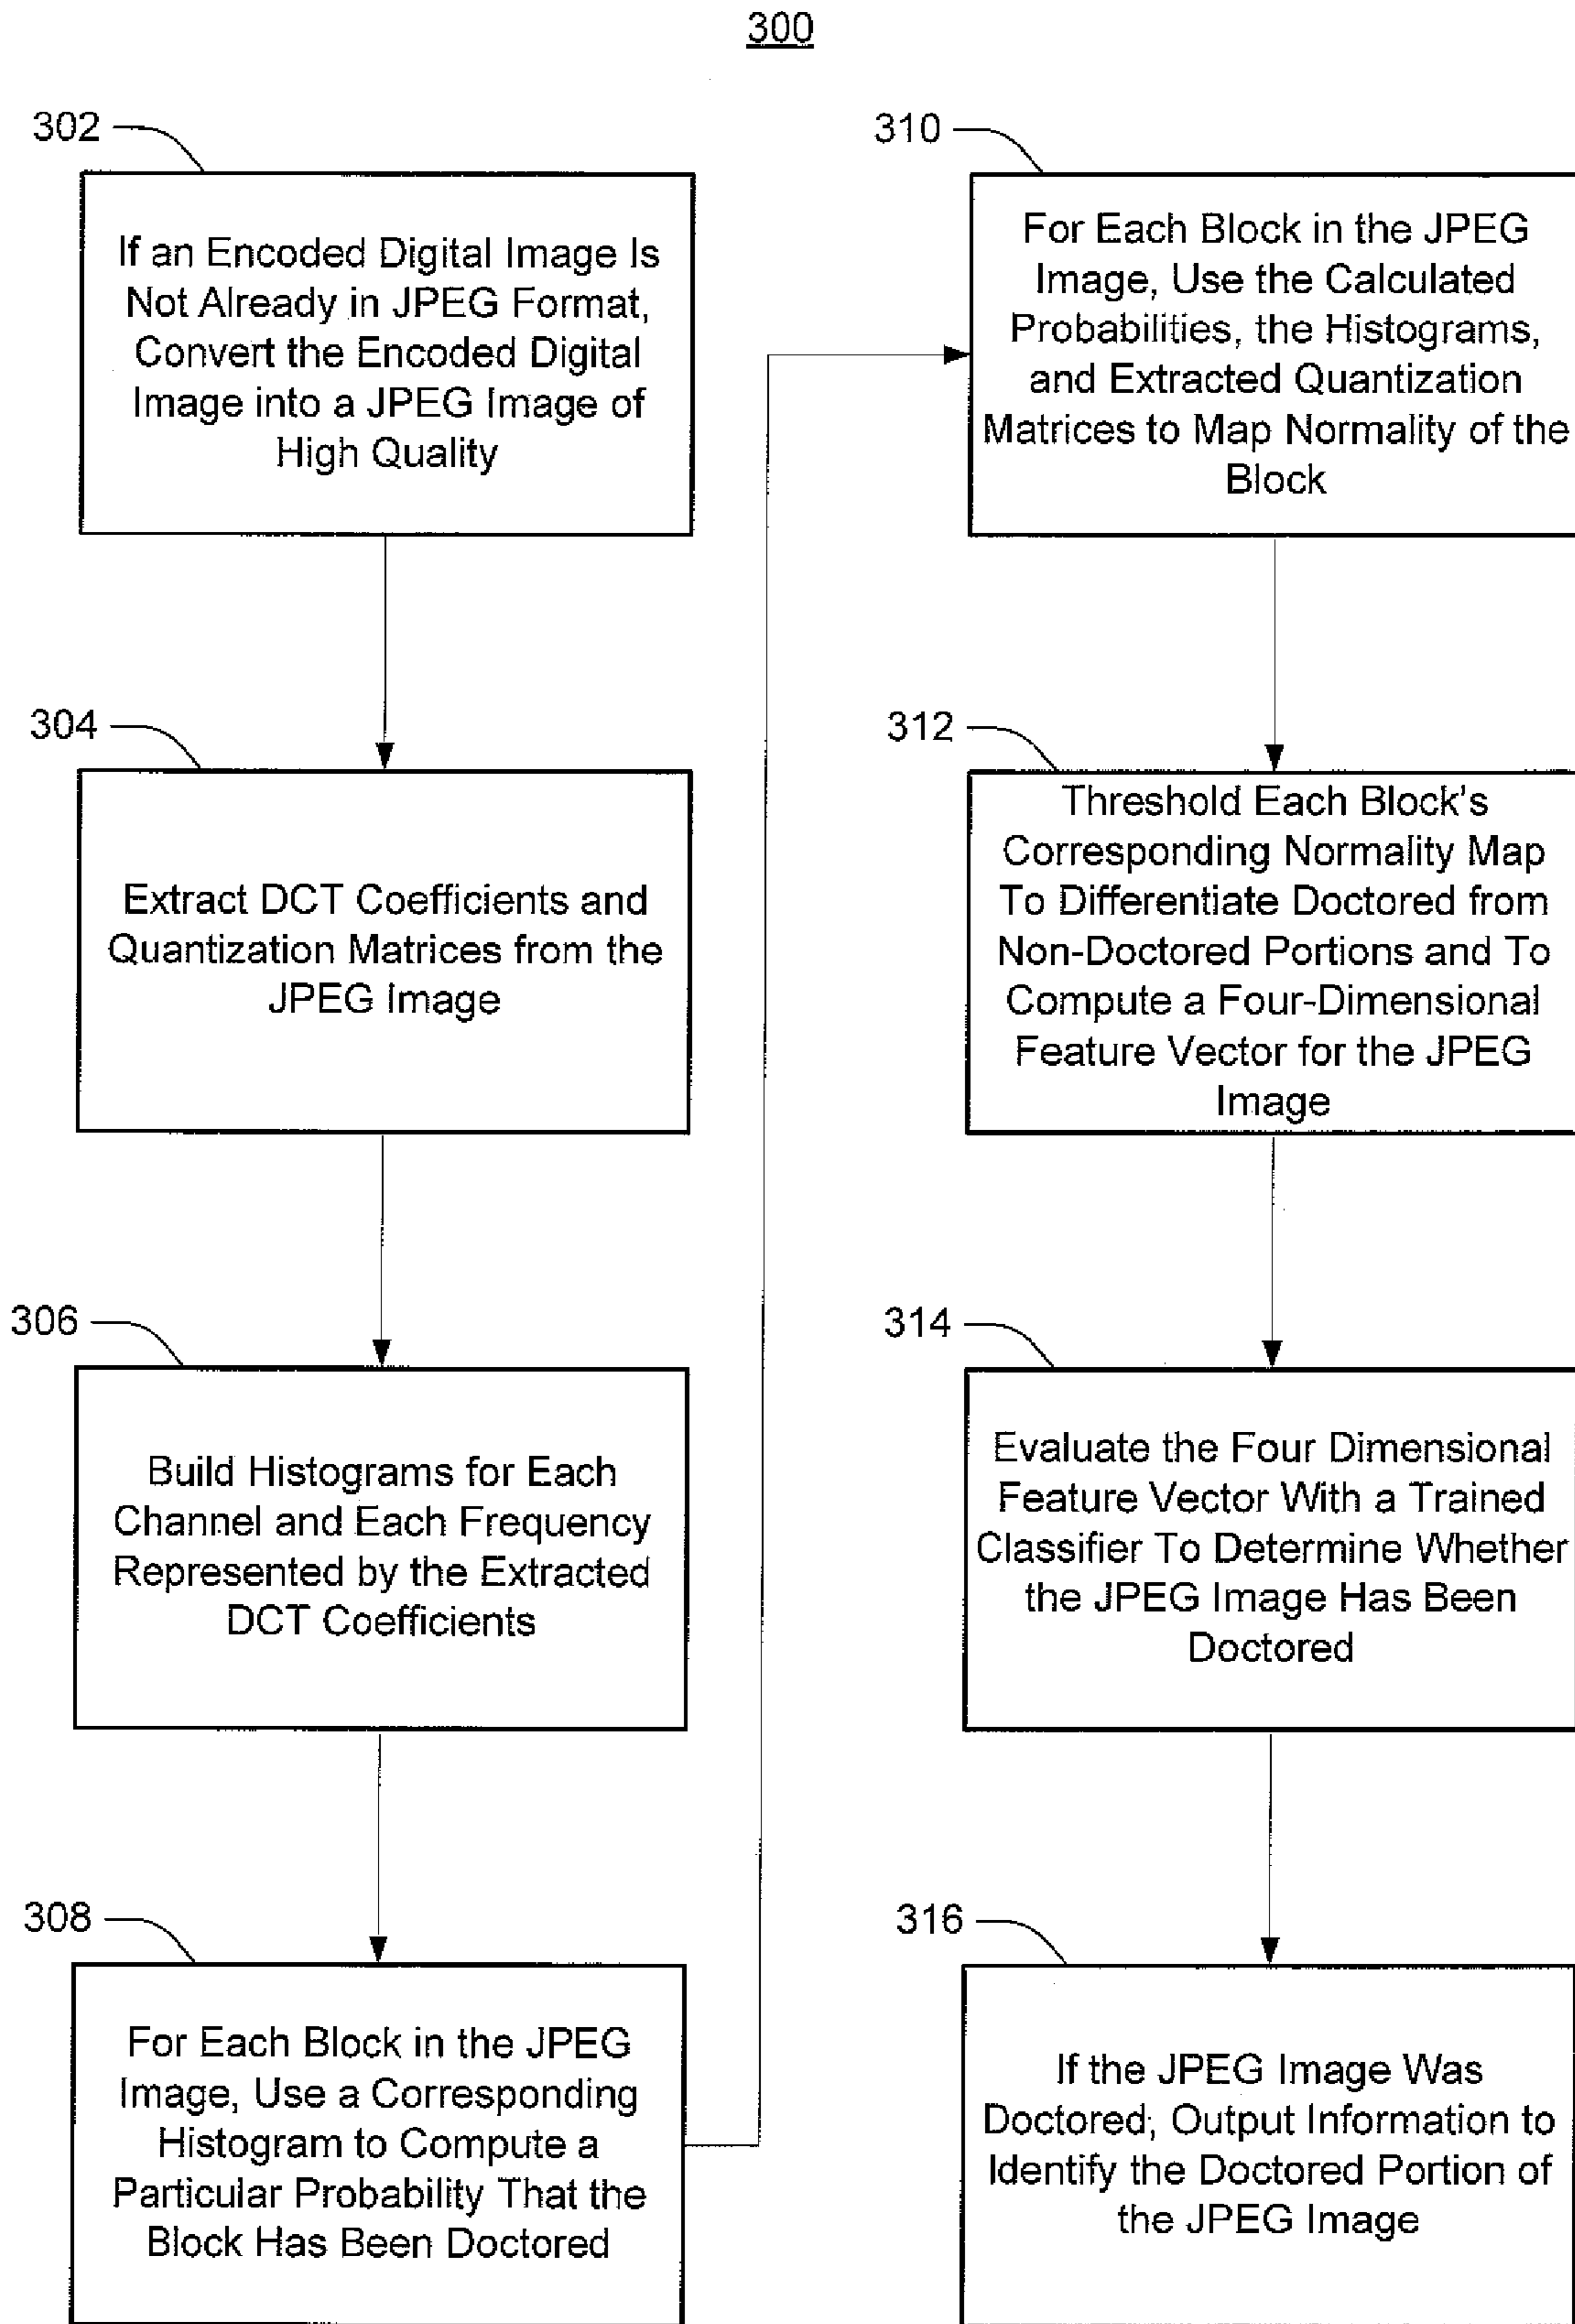 300
302
If an Encoded Digital Image Is
Not Already in JPEG Format,
Convert the Encoded Digital
Image into a JPEG Image of
High Quality
304
Extract DCT Coefficients and
Quantization Matrices from the
JPEG Image
306
Build Histograms for Each
Channel and Each Frequency
Represented by the Extracted
DCT Coefficients
308
For Each Block in the JPEG
Image, Use a Corresponding
Histogram to Compute a
Particular Probability That the
Block Has Been Doctored
310
For Each Block in the JPEG
Image, Use the Calculated
Probabilities, the Histograms,
and Extracted Quantization
Matrices to Map Normality of the
Block
312
Threshold Each Block's
Corresponding Normality Map
To Differentiate Doctored from
Non-Doctored Portions and To
Compute a Four-Dimensional
Feature Vector for the JPEG
Image
314
Evaluate the Four Dimensional
Feature Vector With a Trained
Classifier To Determine Whether
the JPEG Image Has Been
Doctored
316
If the JPEG Image Was
Doctored, Output Information to
Identify the Doctored Portion of
the JPEG Image